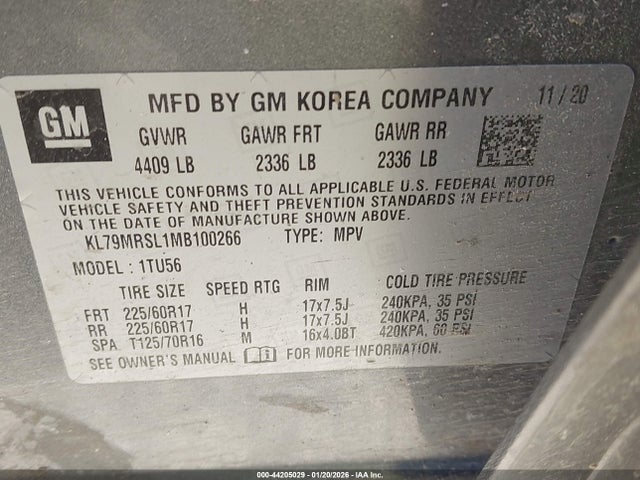 GM
MFD BY GM KOREA COMPANY 11/20
GVWR GAWR FRT GAWR RR
4409 LB 2336 LB 2336 LB
THIS VEHICLE CONFORMS TO ALL APPLICABLE U.S. FEDERAL MOTOR
VEHICLE SAFETY AND THEFT PREVENTION STANDARDS IN EFFECT
ON THE DATE OF MANUFACTURE SHOWN ABOVE.
KL79MRSL1MB100266 TYPE: MPV
MODEL : 1TU56
TIRE SIZE SPEED RTG RIM COLD TIRE PRESSURE
FRT 225/60R17 H 17x7.5J 240KPA, 35 PSI
RR 225/60R17 H 17x7.5J 240KPA, 35 PSI
SPA T125/70R16 M 16x4.0BT 420KPA, 60 PSI
SEE OWNER'S MANUAL FOR MORE INFORMATION.
000-44205029 - 01/20/2026 - IAA Inc.